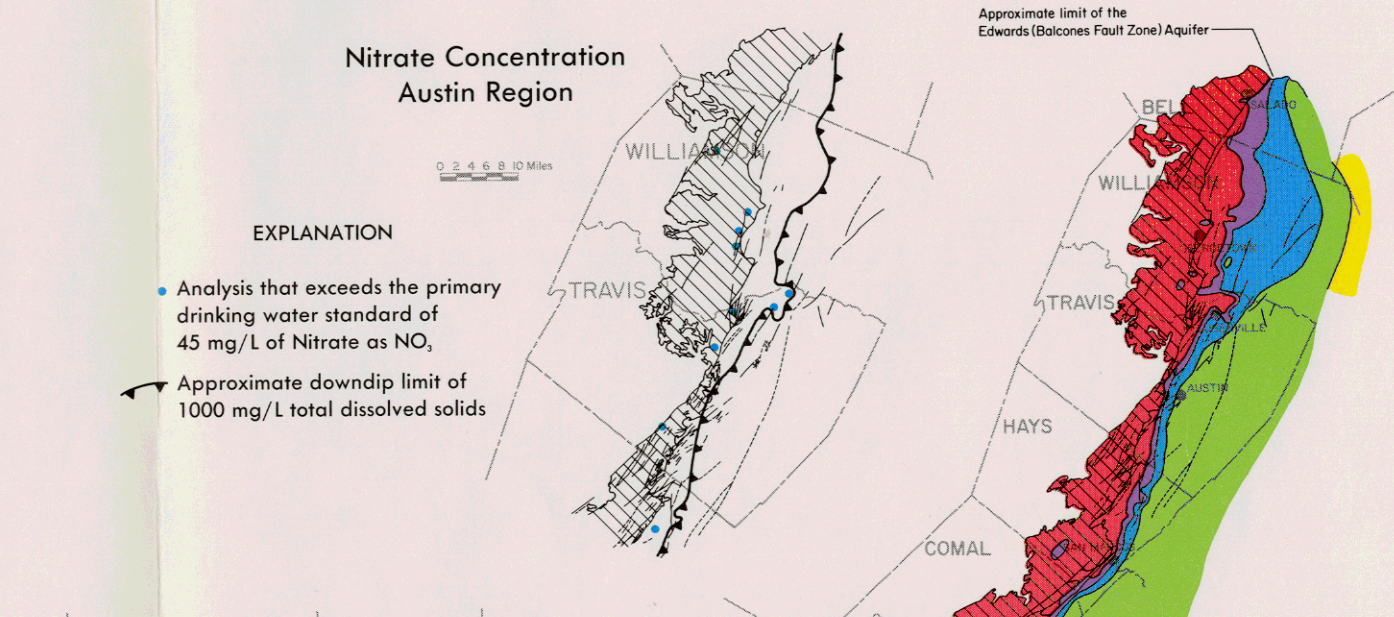 Approximate limit of the
Edwards (Balcones Fault Zone) Aquifer
Nitrate Concentration
Austin Region
0 2 4 6 8 10 Miles
EXPLANATION
Analysis that exceeds the primary
drinking water standard of
45 mg/L of Nitrate as NO₃
Approximate downdip limit of
1000 mg/L total dissolved solids
WILLIAMSON
TRAVIS
BELL
SALADO
WILLIAMSON
TRAVIS
AUSTIN
HAYS
COMAL